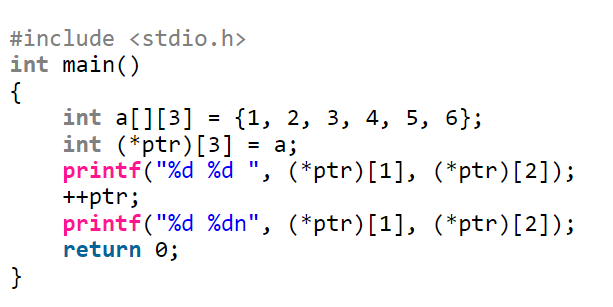 #include <stdio.h>
int main()
{
    int a[][3] = {1, 2, 3, 4, 5, 6};
    int (*ptr)[3] = a;
    printf("%d %d ", (*ptr)[1], (*ptr)[2]);
    ++ptr;
    printf("%d %dn", (*ptr)[1], (*ptr)[2]);
    return 0;
}